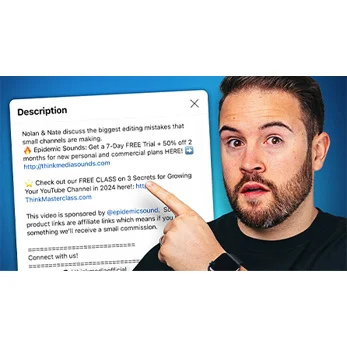 Description
Nolan & Nate discuss the biggest editing mistakes that
small channels are making.
🔥 Epidemic Sounds: Get a 7-Day FREE Trial + 50% off 2
months for new personal and commercial plans HERE! ➡️
http://thinkmediasounds.com
⭐ Check out our FREE CLASS on 3 Secrets for Growing
Your YouTube Channel in 2024 here!:
ThinkMasterclass.com
This video is sponsored by @epidemicsound.
product links are affiliate links which means if you
something we'll receive a small commission.
==================
Connect with us!
==================